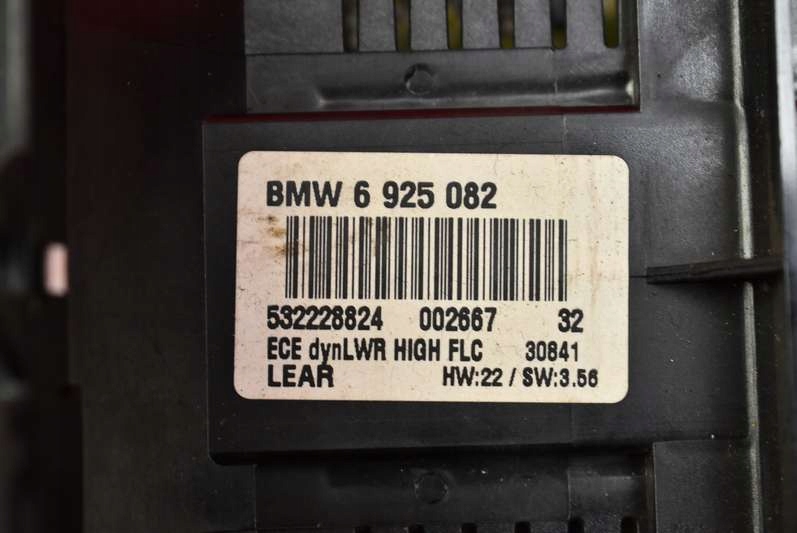 BMW 6 925 082
532228824 002667 32
ECE dynLWR HIGH FLC 30841
LEAR HW:22 / SW:3.56